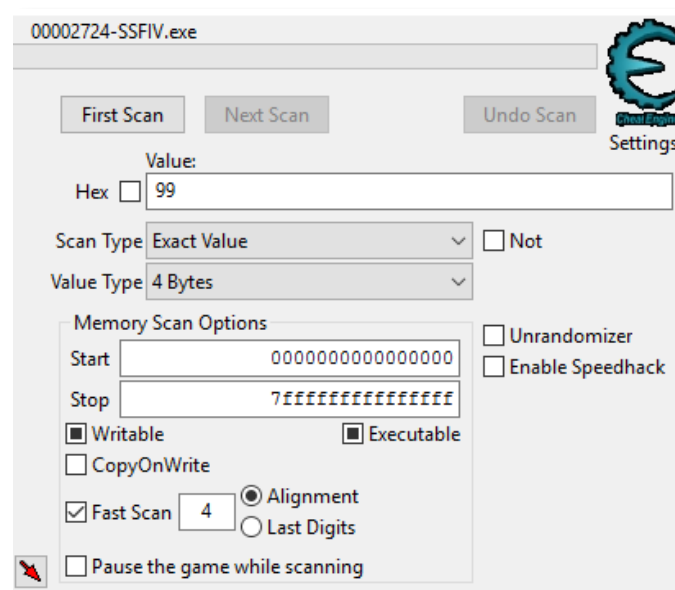 00002724-SSFIV.exe
First Scan Next Scan Undo Scan
Cheat Engine
Settings
Value:
Hex 99
Scan Type Exact Value Not
Value Type 4 Bytes
Memory Scan Options
Unrandomizer
Start 0000000000000000
Enable Speedhack
Stop 7fffffffffffffff
Writable Executable
CopyOnWrite
Fast Scan 4 Alignment
Last Digits
Pause the game while scanning